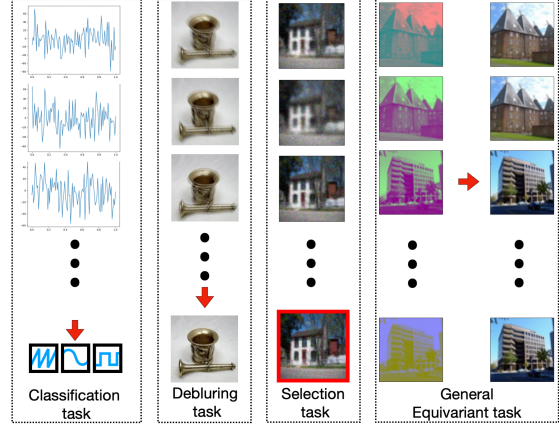 Classification
task
Debluring
task
Selection
task
General
Equivariant task